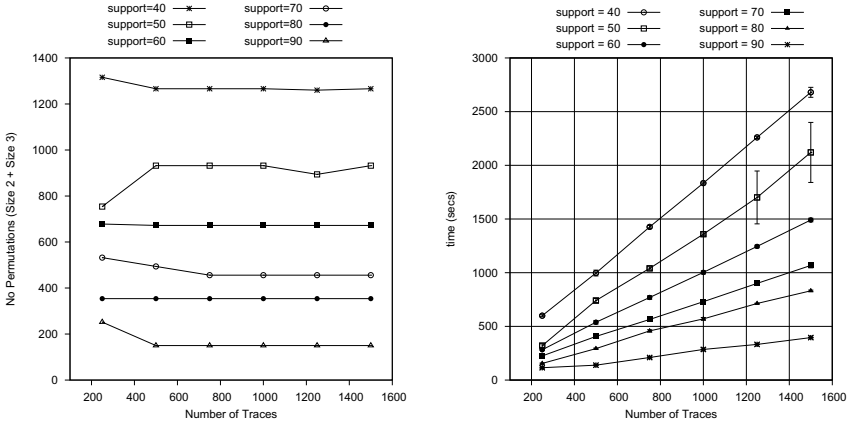 support=40
support=50
support=60
support=70
support=80
support=90
1400
1200
1000
800
600
400
200
0
No Permutations (Size 2 + Size 3)
200 400 600 800 1000 1200 1400 1600
Number of Traces
support = 40
support = 50
support = 60
support = 70
support = 80
support = 90
3000
2500
2000
1500
1000
500
0
time (secs)
200 400 600 800 1000 1200 1400 1600
Number of Traces